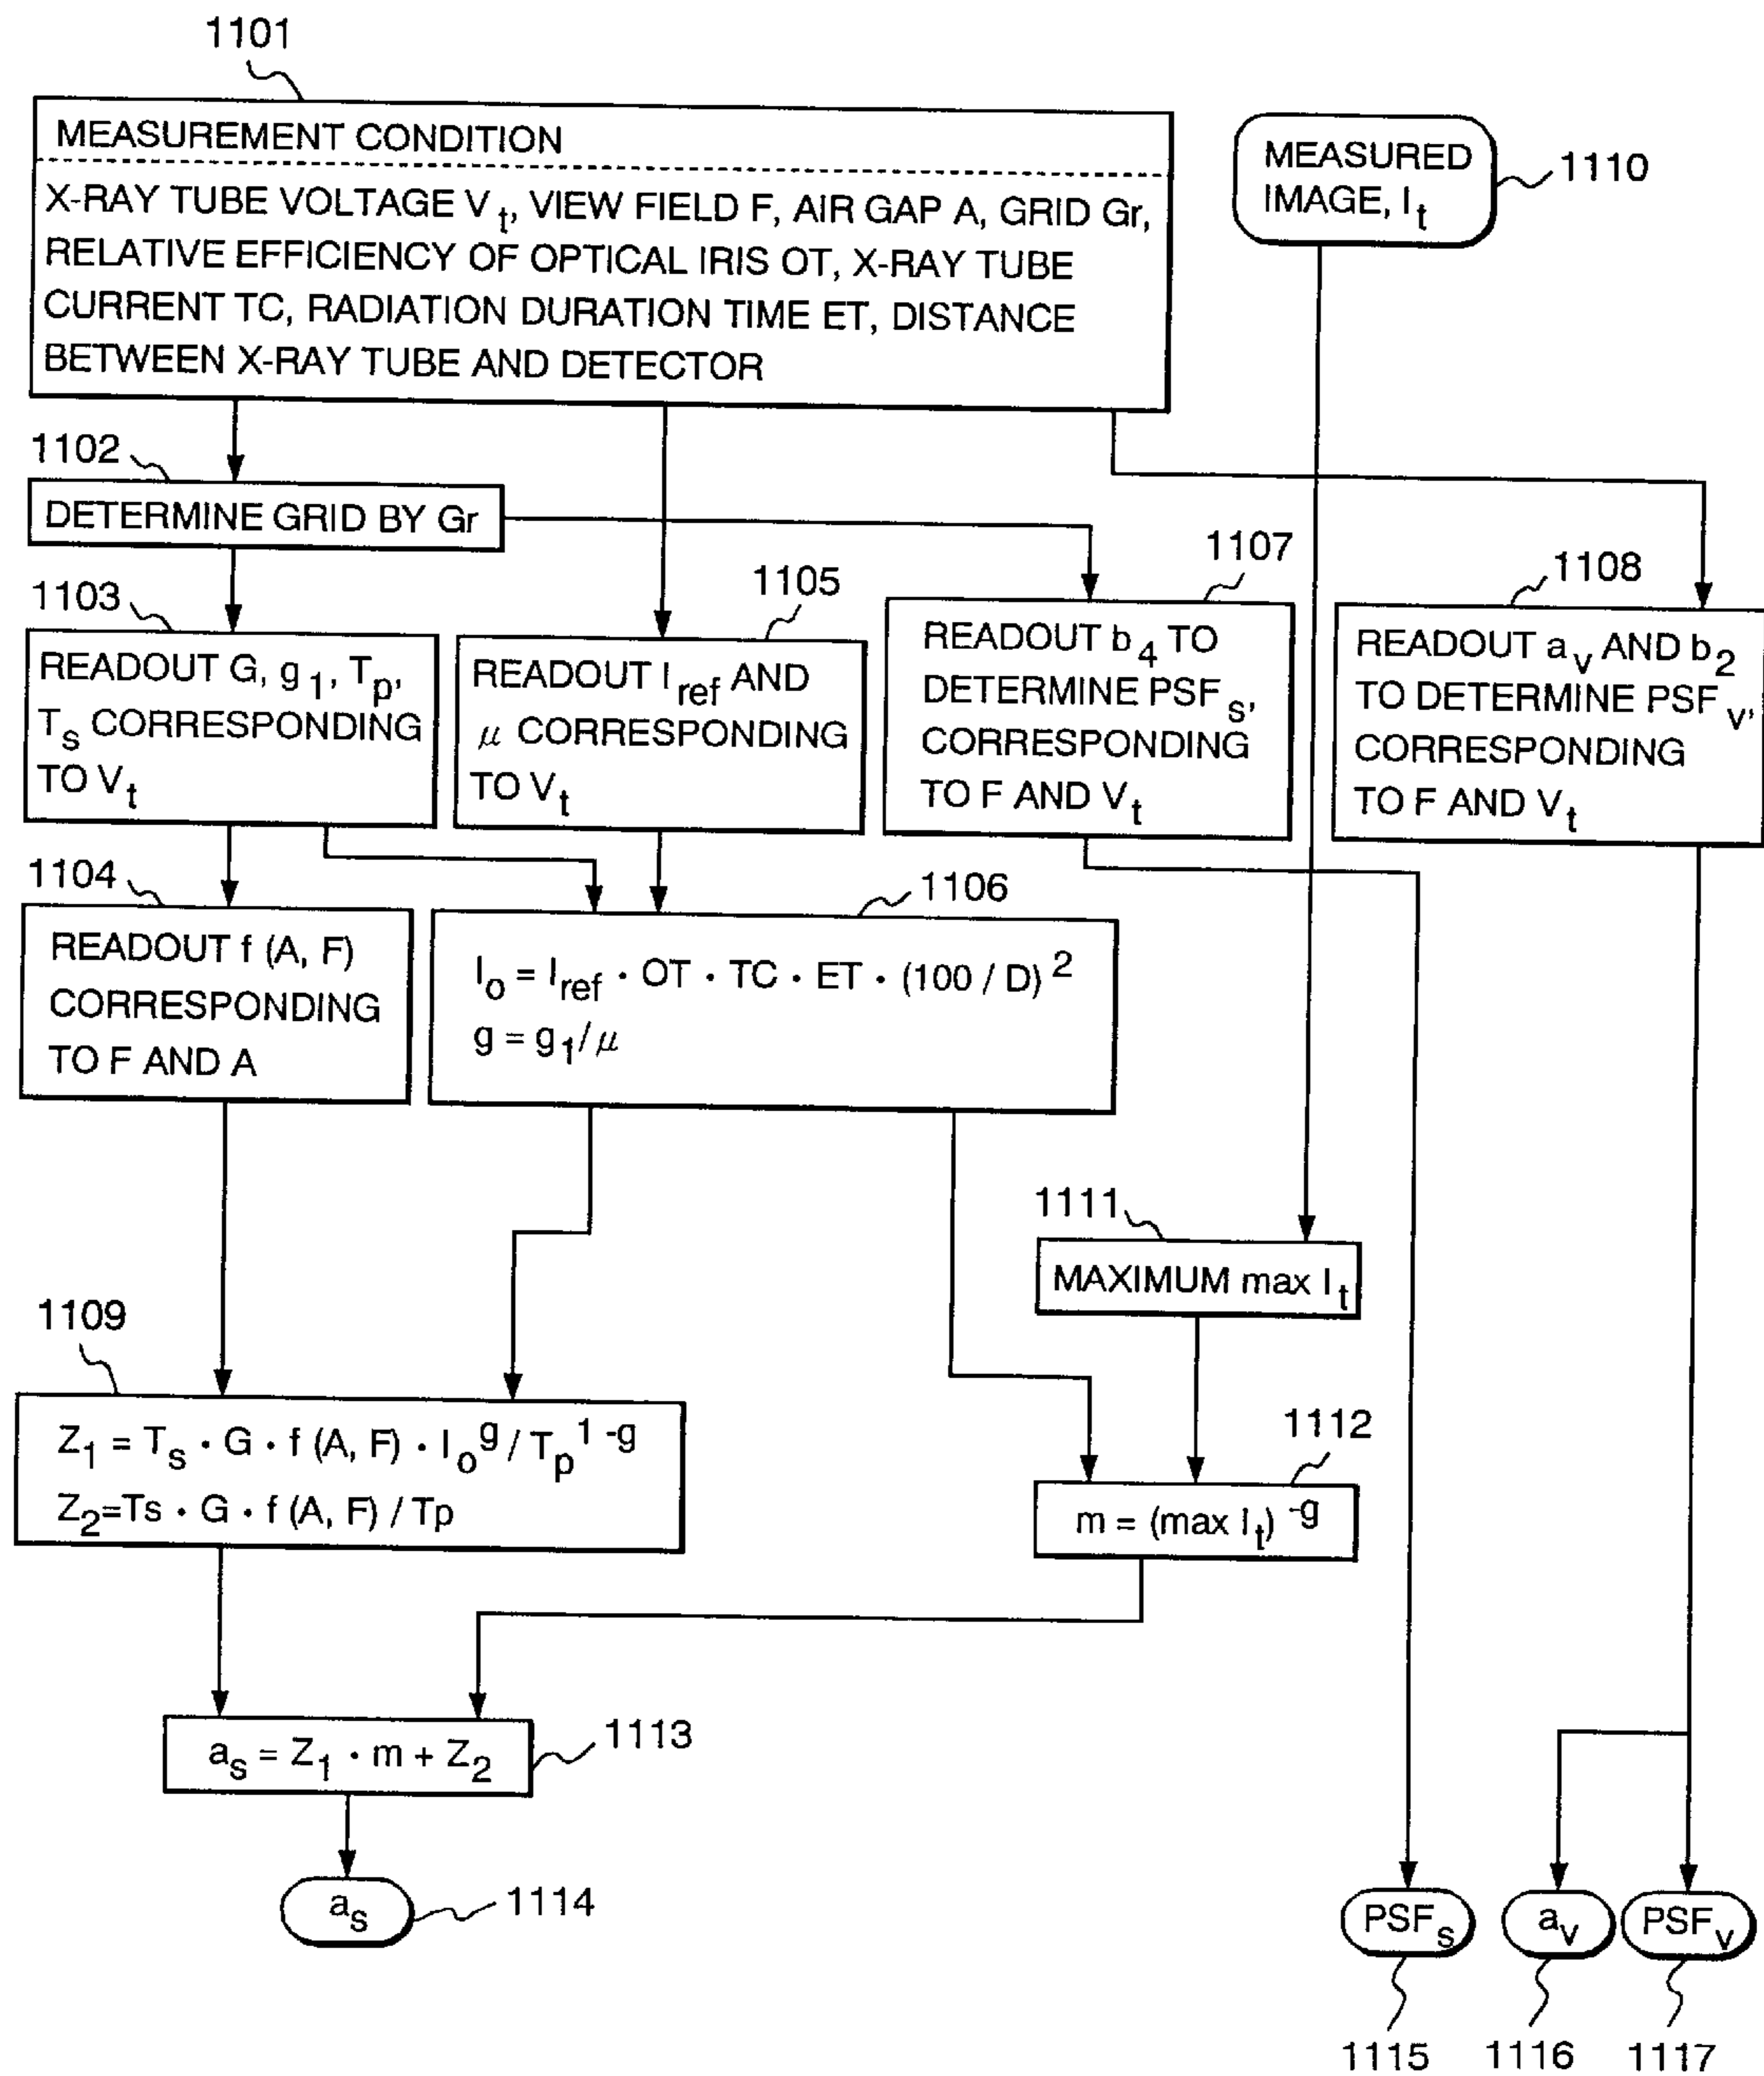 1101
MEASUREMENT CONDITION
X-RAY TUBE VOLTAGE Vt, VIEW FIELD F, AIR GAP A, GRID Gr,
RELATIVE EFFICIENCY OF OPTICAL IRIS OT, X-RAY TUBE
CURRENT TC, RADIATION DURATION TIME ET, DISTANCE
BETWEEN X-RAY TUBE AND DETECTOR
MEASURED
IMAGE, It
1110
1102
DETERMINE GRID BY Gr
1103
READOUT G, g1, Tp,
Ts CORRESPONDING
TO Vt
1105
READOUT Iref AND
μ CORRESPONDING
TO Vt
1107
READOUT b4 TO
DETERMINE PSFs,
CORRESPONDING
TO F AND Vt
1108
READOUT av AND b2
TO DETERMINE PSFv,
CORRESPONDING
TO F AND Vt
1104
READOUT f (A, F)
CORRESPONDING
TO F AND A
1106
Io = Iref · OT · TC · ET · (100 / D)^2
g = g1/μ
1111
MAXIMUM max It
1109
Z1 = Ts · G · f (A, F) · Io^g / Tp^1-g
Z2=Ts · G · f (A, F) / Tp
1112
m = (max It)^-g
1113
as = Z1 · m + Z2
as
1114
PSFs
av
PSFv
1115
1116
1117